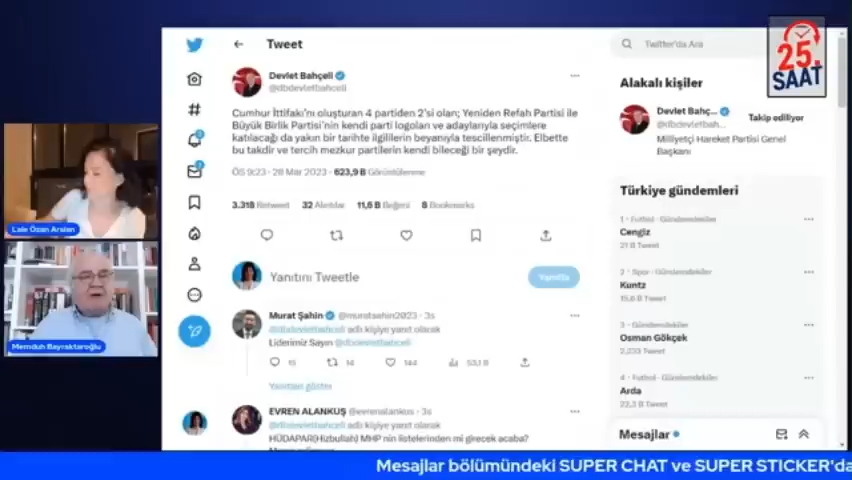 Tweet
Devlet Bahçeli
@dbdevletbahceli
Cumhur İttifakı'nı oluşturan 4 partiden 2'si olan; Yeniden Refah Partisi ile
Büyük Birlik Partisi'nin kendi parti logoları ve adaylarıyla seçimlere
katılacağı da yakın bir tarihte ilgililerin beyanıyla tescillenmiştir. Elbette
bu takdir ve tercih mezkur partilerin kendi bileceği bir şeydir.
ÖS 9:23 · 28 Mar 2023 · 623,9 B Görüntülenme
3.318 Retweet 32 Alıntılar 11,6 B Beğeni 8 Bookmarks
Yanıtını Tweetle
Yanıtla
Murat Şahin @muratsahin2023 · 3s
@dbdevletbahceli adlı kişiye yanıt olarak
Liderimiz Sayın @dbdevletbahceli
15 14 144 53,1 B
Yanıtları göster
EVREN ALANKUŞ @evrenalankus · 3s
@dbdevletbahceli adlı kişiye yanıt olarak
HÜDAPAR(Hizbullah) MHP nin listelerinden mi girecek acaba?
Twitter'da Ara
25.
SAAT
Alakalı kişiler
Devlet Bahç...
@dbdevletbah...
Takip ediliyor
Milliyetçi Hareket Partisi Genel
Başkanı
Türkiye gündemleri
1 · Futbol · Gündemdekiler
Cengiz
21 B Tweet
2 · Spor · Gündemdekiler
Kuntz
15,6 B Tweet
3 · Gündemdekiler
Osman Gökçek
2.233 Tweet
4 · Futbol · Gündemdekiler
Arda
22,3 B Tweet
Mesajlar
Lale Özan Arslan
Memduh Bayraktaroğlu
Mesajlar bölümündeki SUPER CHAT ve SUPER STICKER'da